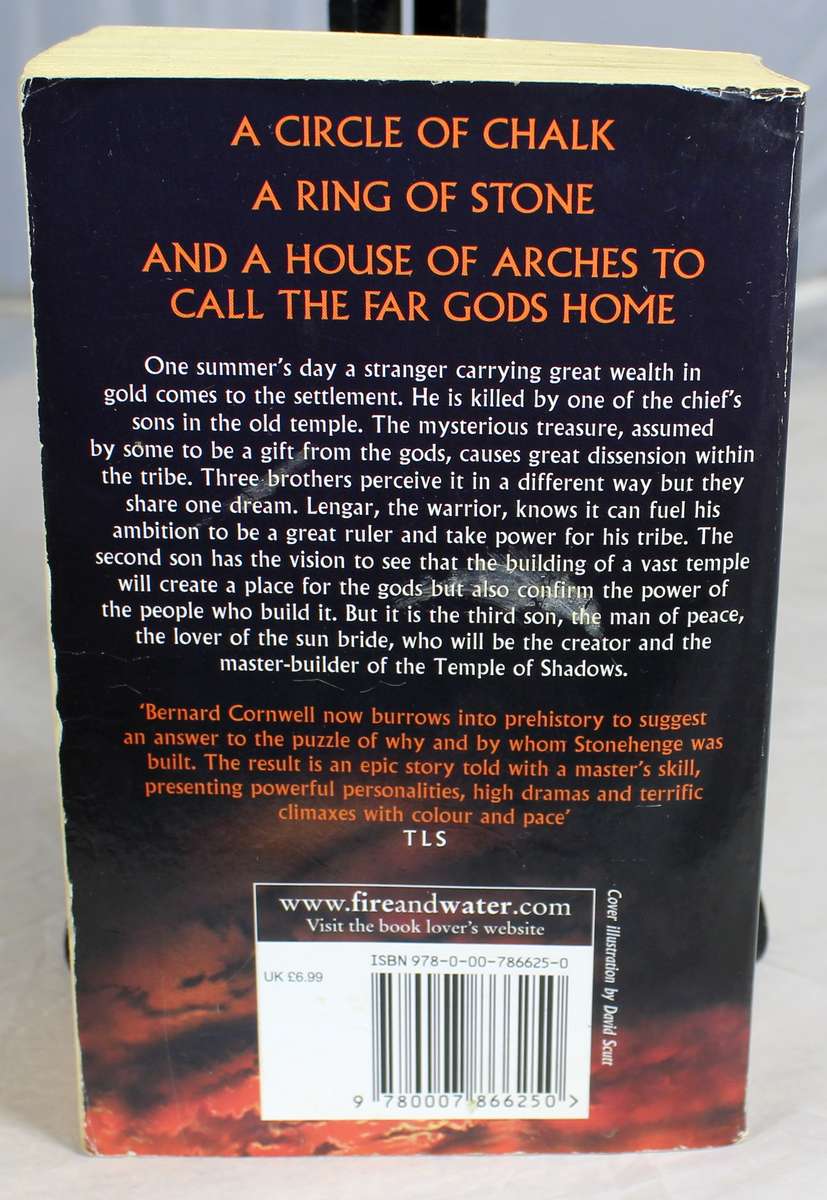 A CIRCLE OF CHALK
A RING OF STONE
AND A HOUSE OF ARCHES TO
CALL THE FAR GODS HOME
One summer's day a stranger carrying great wealth in
gold comes to the settlement. He is killed by one of the chief's
sons in the old temple. The mysterious treasure, assumed
by some to be a gift from the gods, causes great dissension within
the tribe. Three brothers perceive it in a different way but they
share one dream. Lengar, the warrior, knows it can fuel his
ambition to be a great ruler and take power for his tribe. The
second son has the vision to see that the building of a vast temple
will create a place for the gods but also confirm the power of
the people who build it. But it is the third son, the man of peace,
the lover of the sun bride, who will be the creator and the
master-builder of the Temple of Shadows.
'Bernard Cornwell now burrows into prehistory to suggest
an answer to the puzzle of why and by whom Stonehenge was
built. The result is an epic story told with a master's skill,
presenting powerful personalities, high dramas and terrific
climaxes with colour and pace'
TLS
www.fireandwater.com
Visit the book lover's website
ISBN 978-0-00-786625-0
UK £6.99
9 780007 866250 >
Cover illustration by David Scutt